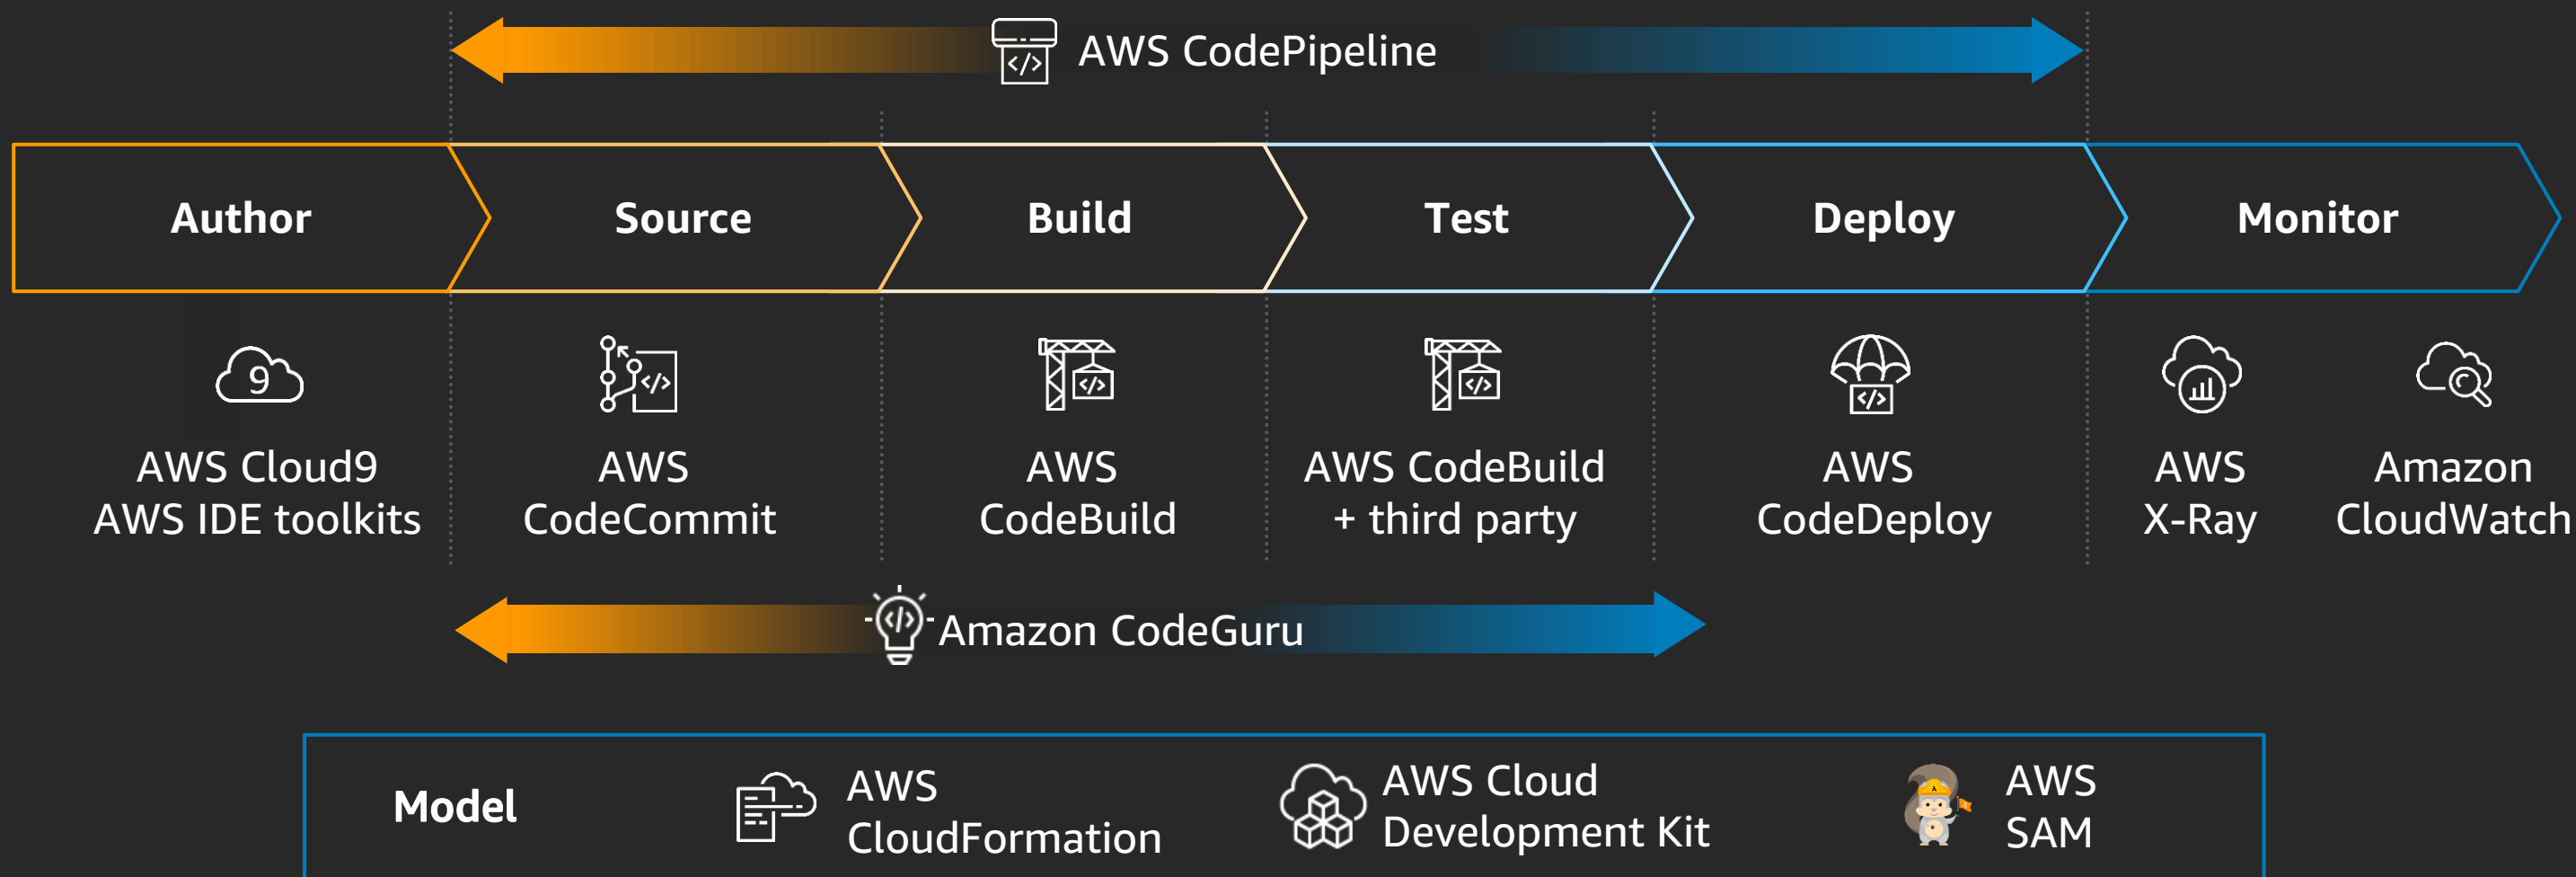 AWS CodePipeline
Author
Source
Build
Test
Deploy
Monitor
9
AWS Cloud9
AWS IDE toolkits
</>
AWS
CodeCommit
</>
AWS
CodeBuild
</>
AWS CodeBuild
+ third party
</>
AWS
CodeDeploy
AWS
X-Ray
Amazon
CloudWatch
</>
Amazon CodeGuru
Model
AWS
CloudFormation
AWS Cloud
Development Kit
AWS
SAM